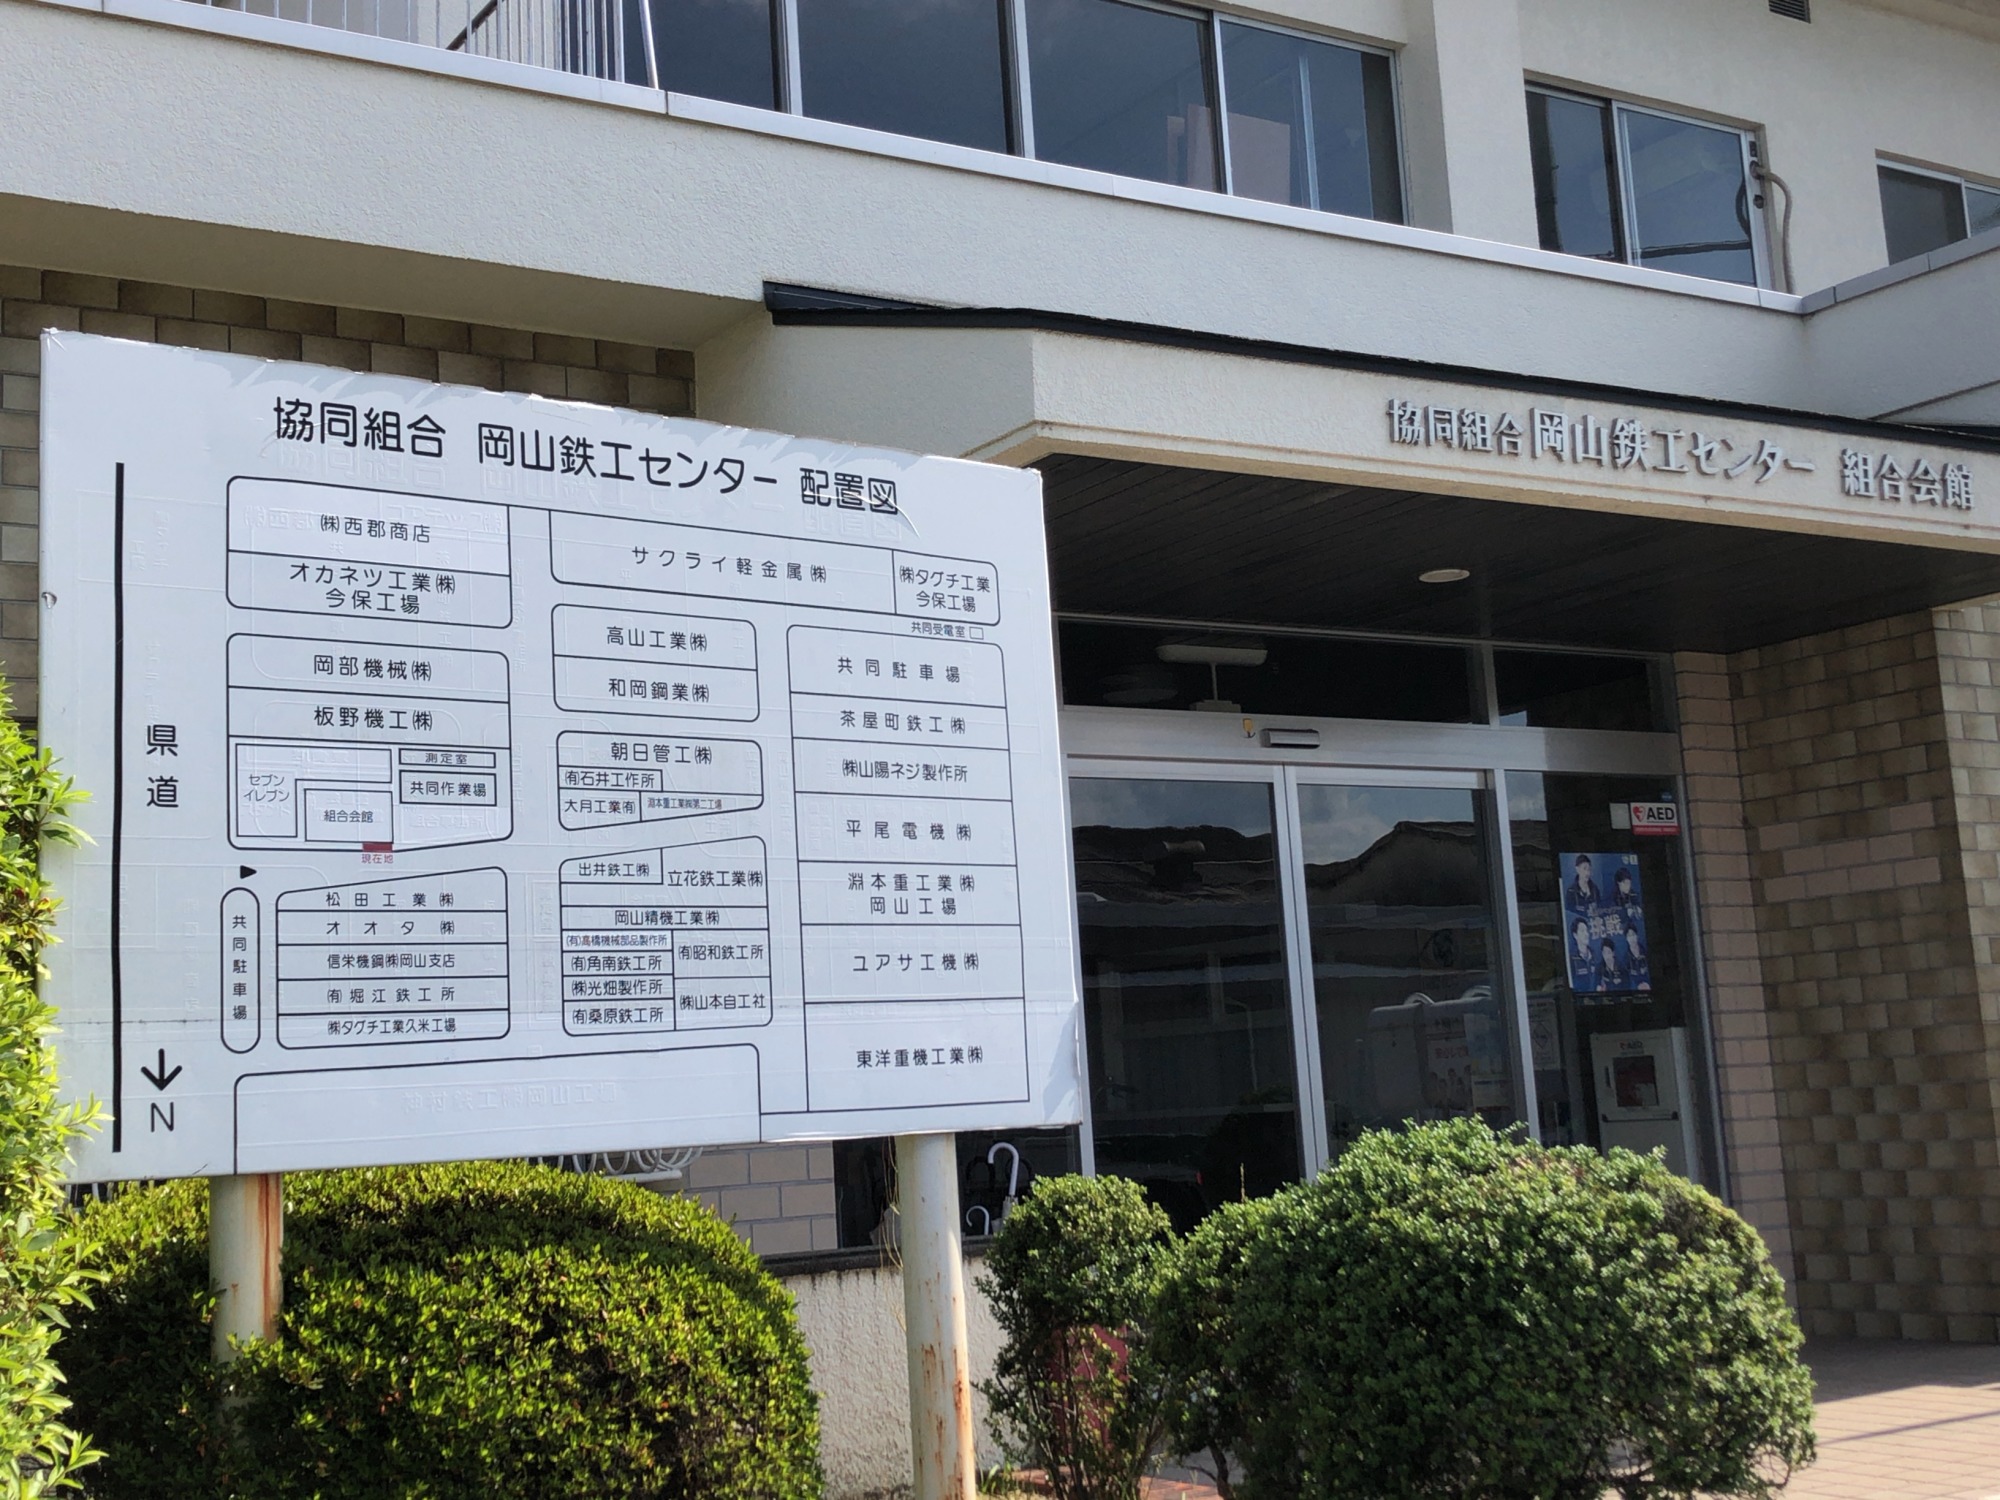 協同組合 岡山鉄工センター 配置図
㈱西郡商店
オカネツ工業㈱
今保工場
サクライ軽金属㈱
㈱タグチ工業
今保工場
共同受電室
岡部機械㈱
板野機工㈱
高山工業㈱
和岡鋼業㈱
共同駐車場
茶屋町鉄工㈱
㈱山陽ネジ製作所
平尾電機㈱
淵本重工業㈱
岡山工場
ユアサ工機㈱
東洋重機工業㈱
県道
セブン
イレブン
測定室
共同作業場
組合会館
現在地
朝日管工㈱
㈲石井工作所
大月工業㈲
淵本重工業㈱第二工場
出井鉄工㈱
立花鉄工業㈱
岡山精機工業㈱
㈲髙橋機械部品製作所
㈲角南鉄工所
㈱光畑製作所
㈲桑原鉄工所
㈲昭和鉄工所
㈱山本自工社
共同駐車場
松田工業㈱
オオタ㈱
信栄機鋼㈱岡山支店
㈲堀江鉄工所
㈱タグチ工業久米工場
N
協同組合 岡山鉄工センター 組合会館
AED
挑戦